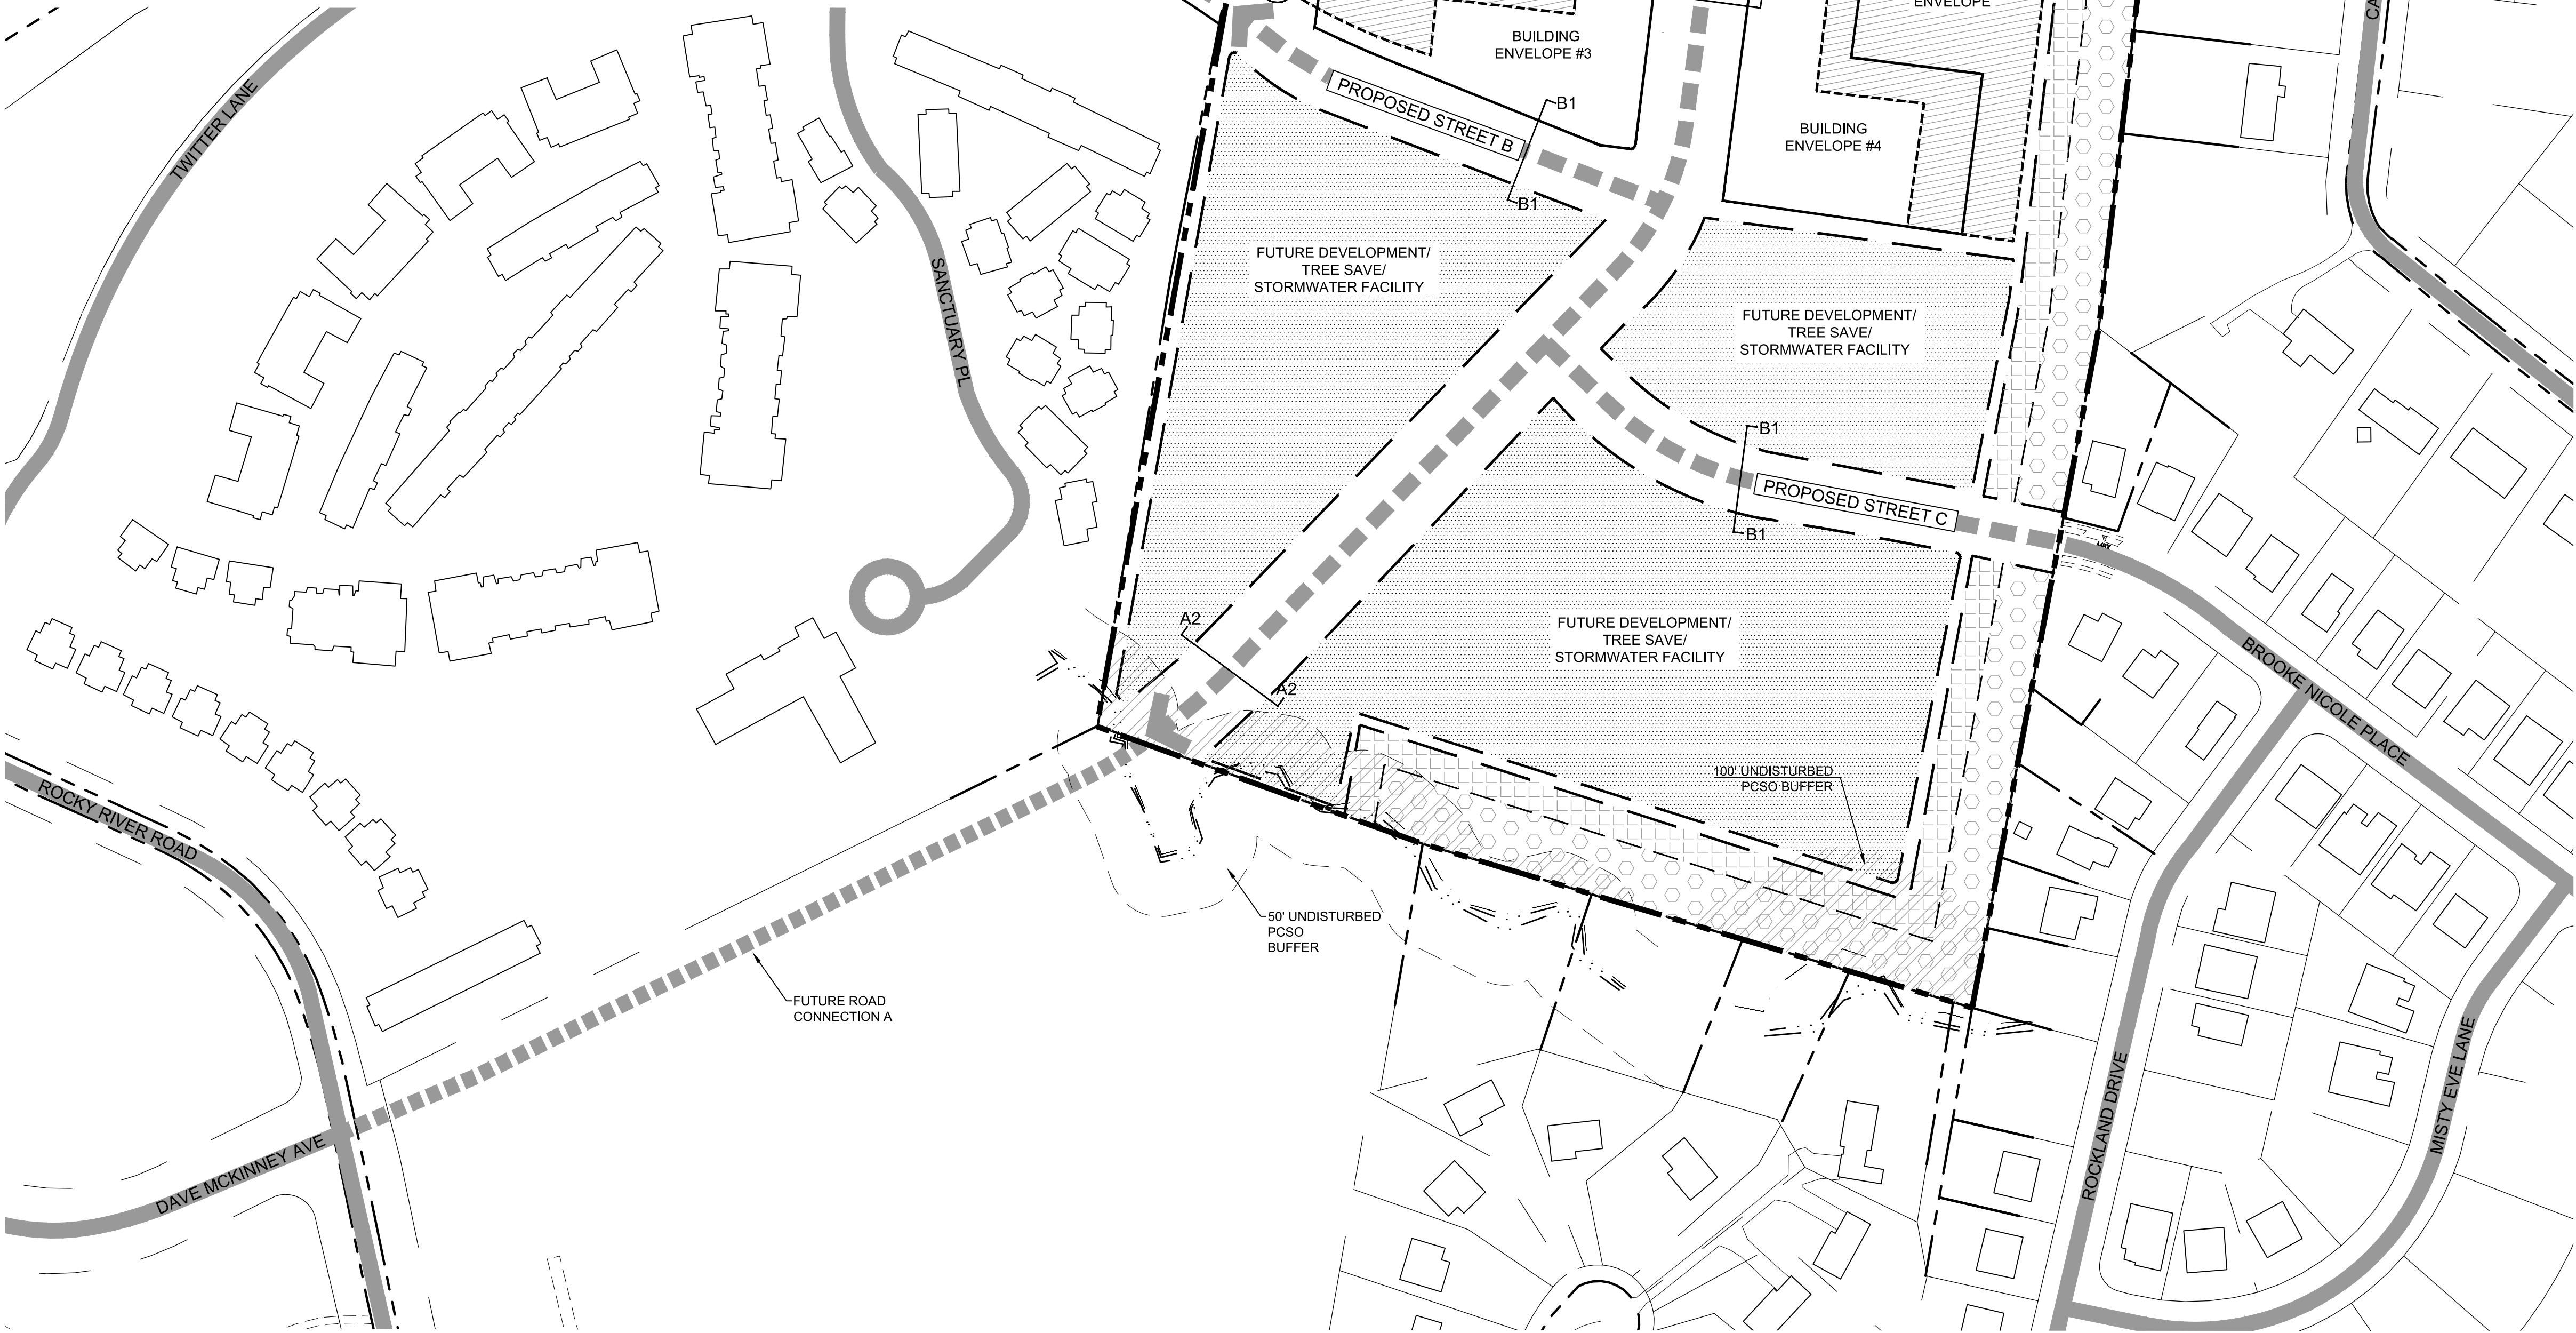 ENVELOPE
CA
BUILDING
ENVELOPE #3
TWITTER LANE
PROPOSED STREET B
B1
B1
BUILDING
ENVELOPE #4
SANCTUARY PL
FUTURE DEVELOPMENT/
TREE SAVE/
STORMWATER FACILITY
FUTURE DEVELOPMENT/
TREE SAVE/
STORMWATER FACILITY
B1
PROPOSED STREET C
B1
A2
A2
FUTURE DEVELOPMENT/
TREE SAVE/
STORMWATER FACILITY
BROOKE NICOLE PLACE
100' UNDISTURBED
PCSO BUFFER
ROCKY RIVER ROAD
50' UNDISTURBED
PCSO
BUFFER
FUTURE ROAD
CONNECTION A
DAVE MCKINNEY AVE
ROCKLAND DRIVE
MISTY EVE LANE